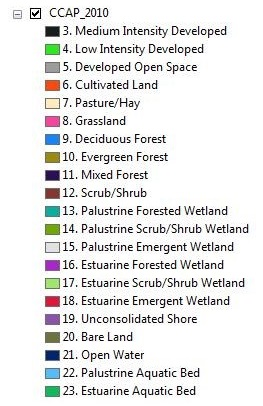 CCAP_2010
3. Medium Intensity Developed
4. Low Intensity Developed
5. Developed Open Space
6. Cultivated Land
7. Pasture/Hay
8. Grassland
9. Deciduous Forest
10. Evergreen Forest
11. Mixed Forest
12. Scrub/Shrub
13. Palustrine Forested Wetland
14. Palustrine Scrub/Shrub Wetland
15. Palustrine Emergent Wetland
16. Estuarine Forested Wetland
17. Estuarine Scrub/Shrub Wetland
18. Estuarine Emergent Wetland
19. Unconsolidated Shore
20. Bare Land
21. Open Water
22. Palustrine Aquatic Bed
23. Estuarine Aquatic Bed